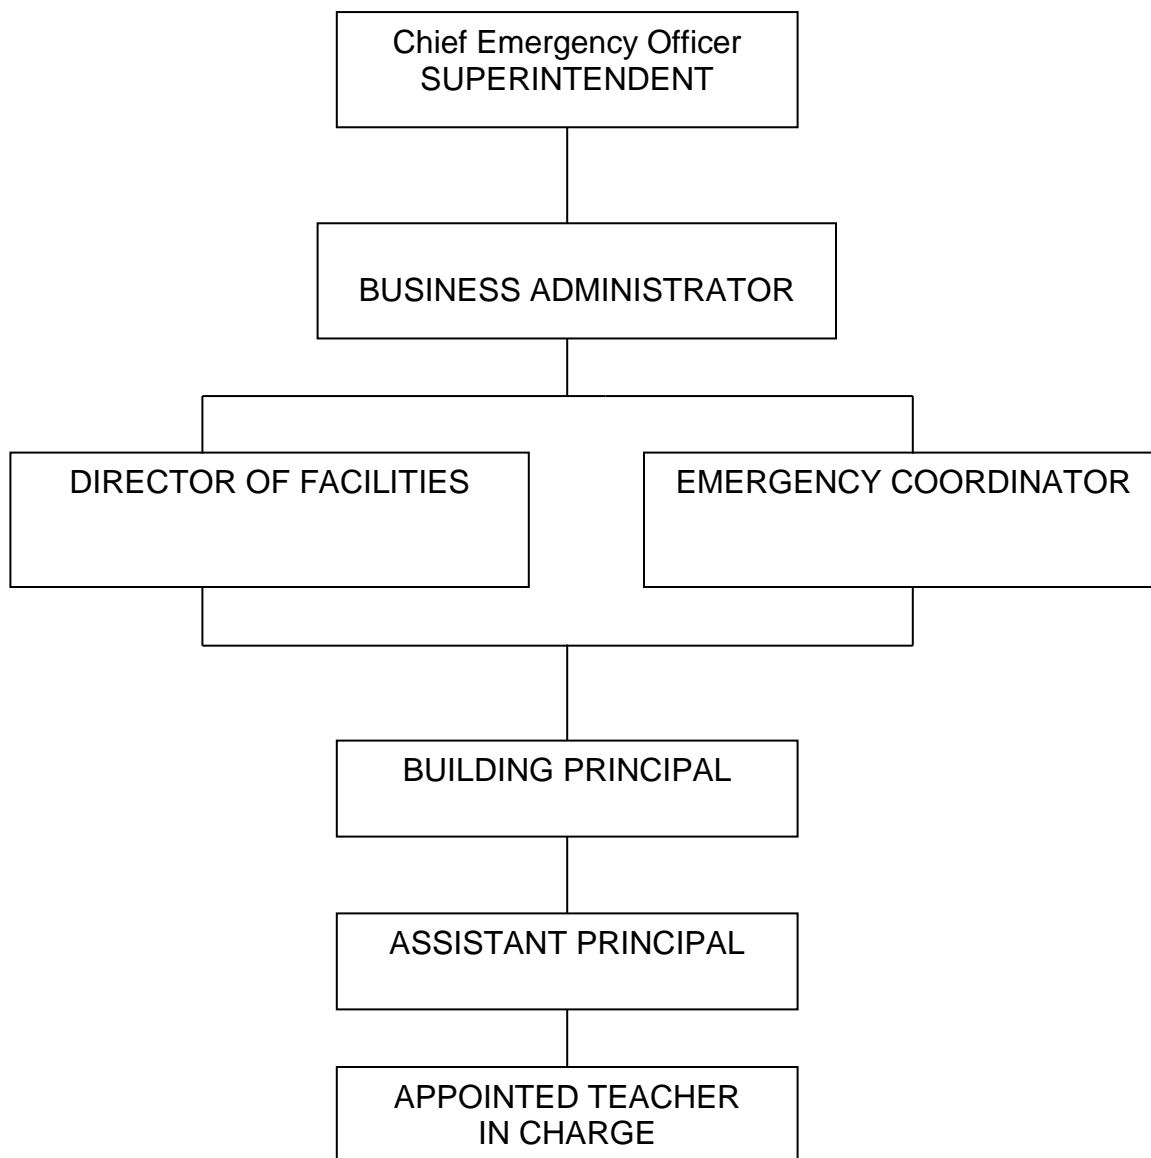 Chief Emergency Officer
SUPERINTENDENT
BUSINESS ADMINISTRATOR
DIRECTOR OF FACILITIES
EMERGENCY COORDINATOR
BUILDING PRINCIPAL
ASSISTANT PRINCIPAL
APPOINTED TEACHER
IN CHARGE